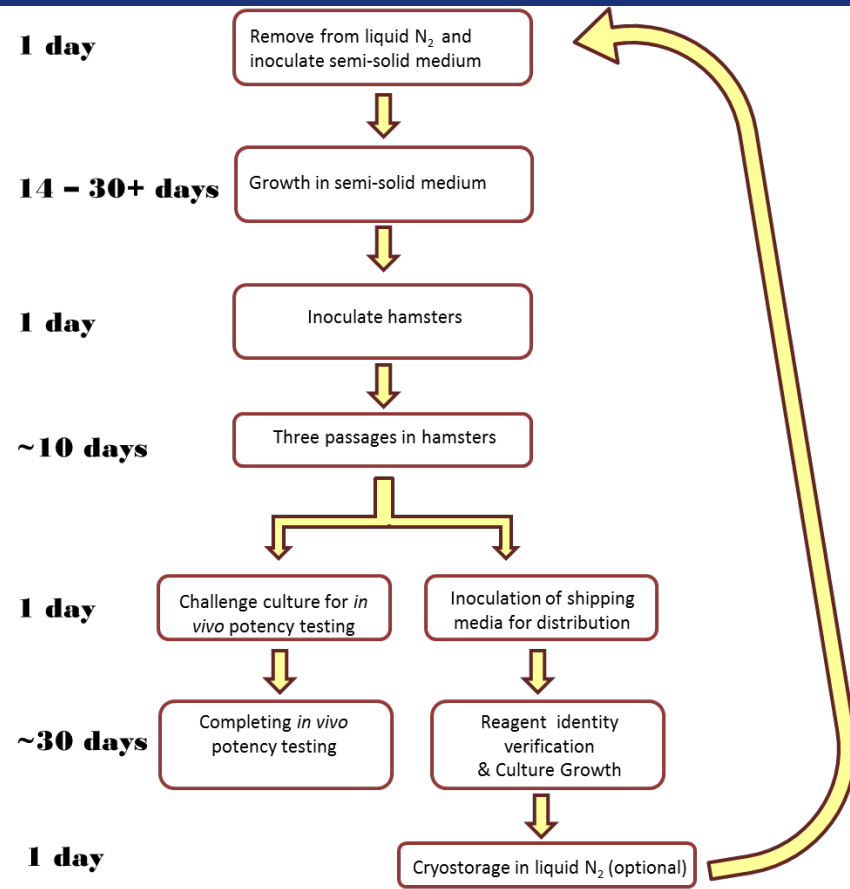 1 day
Remove from liquid N₂ and
inoculate semi-solid medium
14 – 30+ days
Growth in semi-solid medium
1 day
Inoculate hamsters
~10 days
Three passages in hamsters
1 day
Challenge culture for in
vivo potency testing
Inoculation of shipping
media for distribution
~30 days
Completing in vivo
potency testing
Reagent identity
verification
& Culture Growth
1 day
Cryostorage in liquid N₂ (optional)